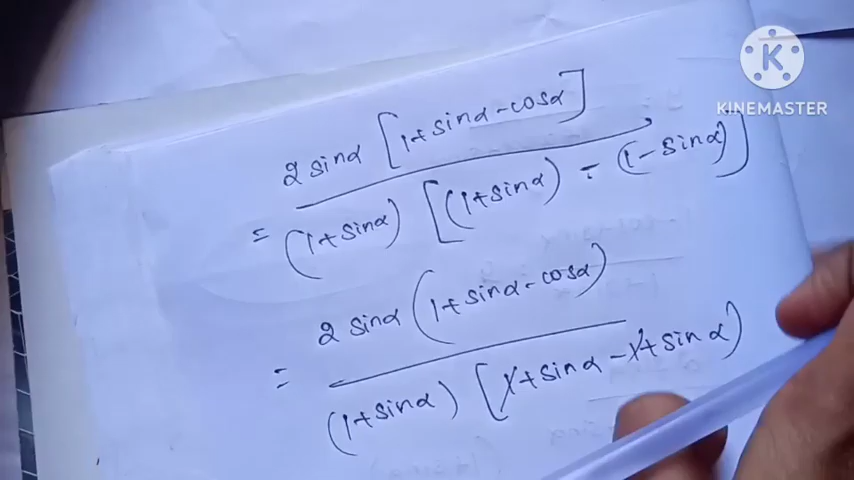 K
KINEMASTER
2 sinα [1+sinα-cosα]
= (1+sinα) [(1+sinα) - (1-sinα)]
2 sinα (1+sinα-cosα)
= (1+sinα) [1+sinα-1+sinα)